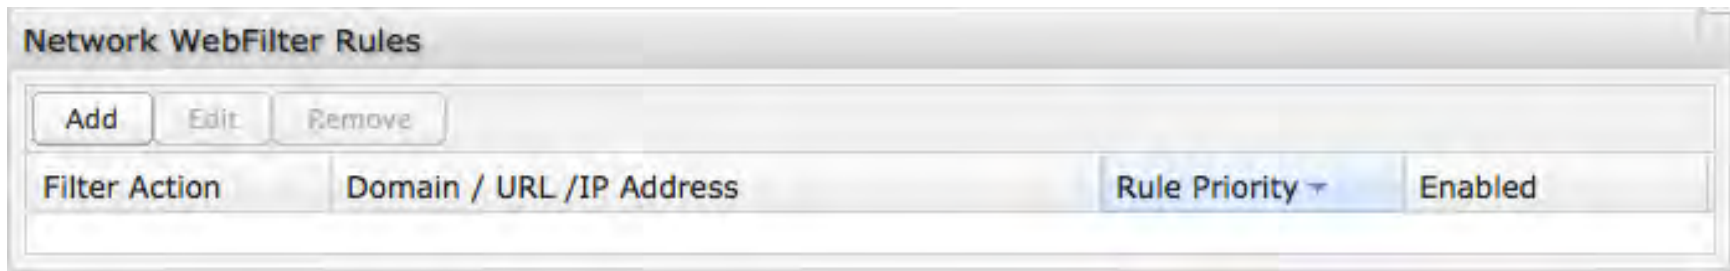 Network WebFilter Rules
Add Edit Remove
Filter Action Domain / URL /IP Address Rule Priority Enabled